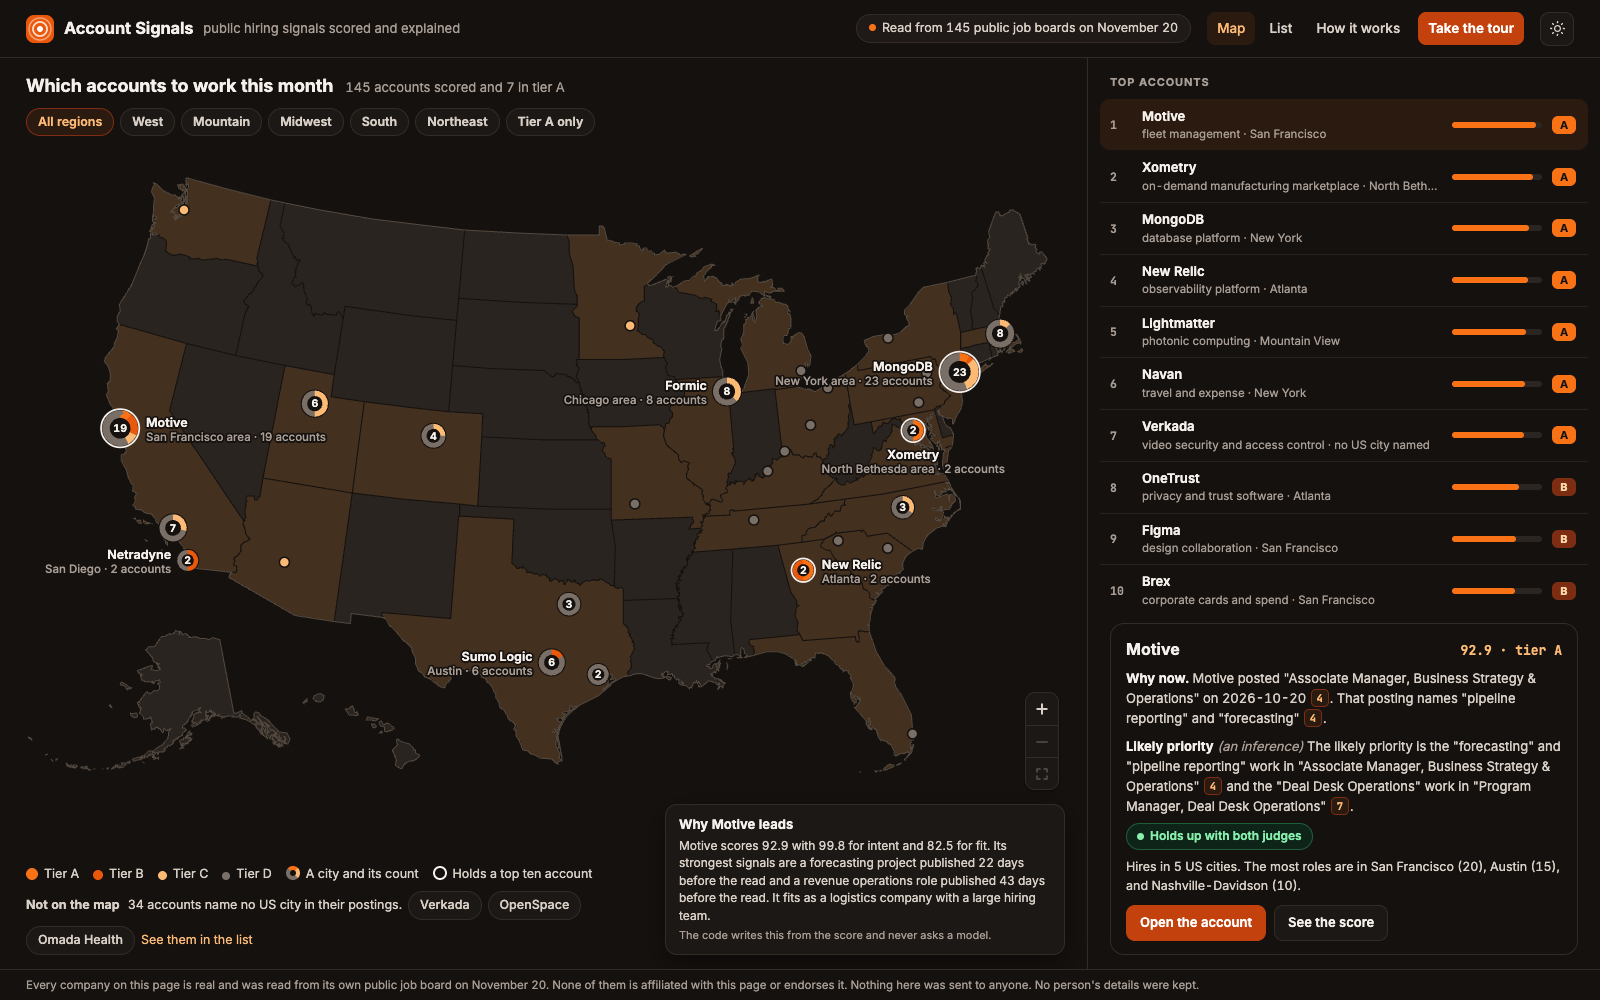 Account Signals public hiring signals scored and explained
Read from 145 public job boards on November 20
Map
List
How it works
Take the tour
Which accounts to work this month 145 accounts scored and 7 in tier A
All regions
West
Mountain
Midwest
South
Northeast
Tier A only
8
MongoDB
New York area · 23 accounts
23
Formic
Chicago area · 8 accounts
8
6
19
Motive
San Francisco area · 19 accounts
4
2
Xometry
North Bethesda area · 2 accounts
3
7
Netradyne
San Diego · 2 accounts
2
2
New Relic
Atlanta · 2 accounts
3
Sumo Logic
Austin · 6 accounts
6
2
+
−
Why Motive leads
Motive scores 92.9 with 99.8 for intent and 82.5 for fit. Its
strongest signals are a forecasting project published 22 days
before the read and a revenue operations role published 43 days
before the read. It fits as a logistics company with a large hiring
team.
The code writes this from the score and never asks a model.
Tier A
Tier B
Tier C
Tier D
A city and its count
Holds a top ten account
Not on the map 34 accounts name no US city in their postings.
Verkada
OpenSpace
Omada Health
See them in the list
TOP ACCOUNTS
1
Motive
fleet management · San Francisco
A
2
Xometry
on-demand manufacturing marketplace · North Beth…
A
3
MongoDB
database platform · New York
A
4
New Relic
observability platform · Atlanta
A
5
Lightmatter
photonic computing · Mountain View
A
6
Navan
travel and expense · New York
A
7
Verkada
video security and access control · no US city named
A
8
OneTrust
privacy and trust software · Atlanta
B
9
Figma
design collaboration · San Francisco
B
10
Brex
corporate cards and spend · San Francisco
B
Motive
92.9 · tier A
Why now. Motive posted "Associate Manager, Business Strategy &
Operations" on 2026-10-20 4. That posting names "pipeline
reporting" and "forecasting" 4.
Likely priority (an inference) The likely priority is the "forecasting" and
"pipeline reporting" work in "Associate Manager, Business Strategy &
Operations" 4 and the "Deal Desk Operations" work in "Program
Manager, Deal Desk Operations" 7.
Holds up with both judges
Hires in 5 US cities. The most roles are in San Francisco (20), Austin (15),
and Nashville-Davidson (10).
Open the account
See the score
Every company on this page is real and was read from its own public job board on November 20. None of them is affiliated with this page or endorses it. Nothing here was sent to anyone. No person's details were kept.